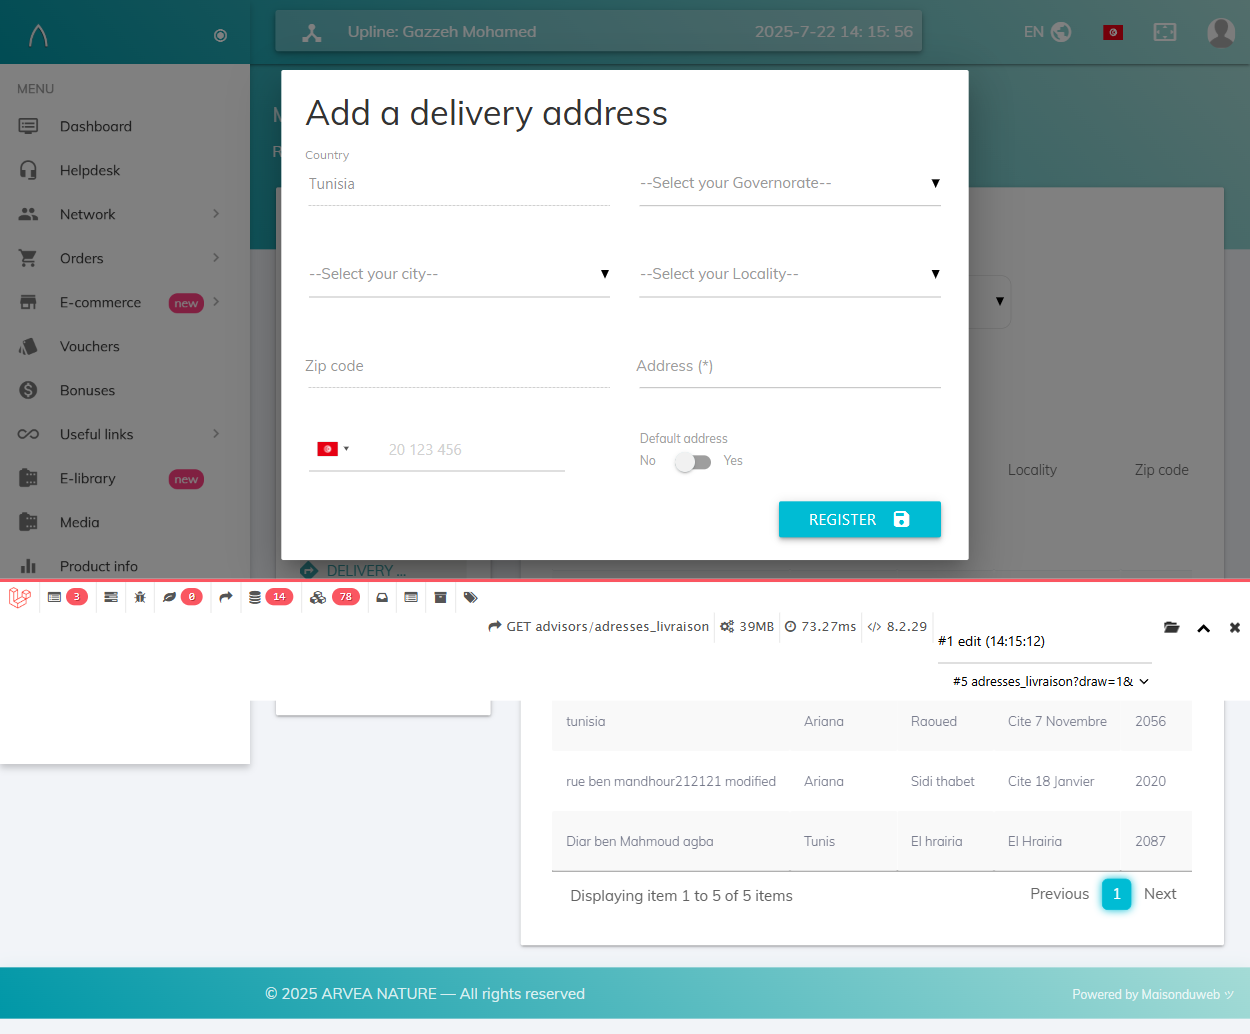 Upline: Gazzeh Mohamed
2025-7-22 14: 15: 56
EN
MENU
Dashboard
Helpdesk
Network
Orders
E-commerce new
Vouchers
Bonuses
Useful links
E-library new
Media
Product info
Add a delivery address
Country
Tunisia
--Select your Governorate--
--Select your city--
--Select your Locality--
Zip code
Address (*)
20 123 456
Default address
No Yes
REGISTER
Locality Zip code
DELIVERY ...
3 0 14 78
GET advisors/adresses_livraison 39MB 73.27ms 8.2.29
#1 edit (14:15:12)
#5 adresses_livraison?draw=1&
tunisia Ariana Raoued Cite 7 Novembre 2056
rue ben mandhour212121 modified Ariana Sidi thabet Cite 18 Janvier 2020
Diar ben Mahmoud agba Tunis El hrairia El Hrairia 2087
Displaying item 1 to 5 of 5 items
Previous 1 Next
© 2025 ARVEA NATURE — All rights reserved
Powered by Maisonduweb ツ